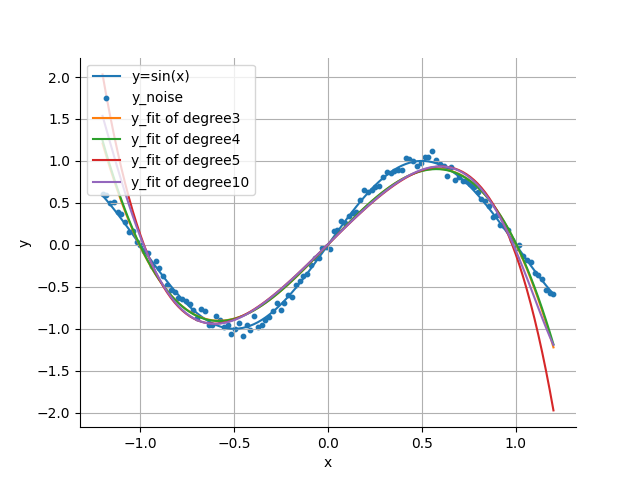 2.0
1.5
1.0
0.5
0.0
−0.5
−1.0
−1.5
−2.0
y
y=sin(x)
y_noise
y_fit of degree3
y_fit of degree4
y_fit of degree5
y_fit of degree10
−1.0 −0.5 0.0 0.5 1.0
x